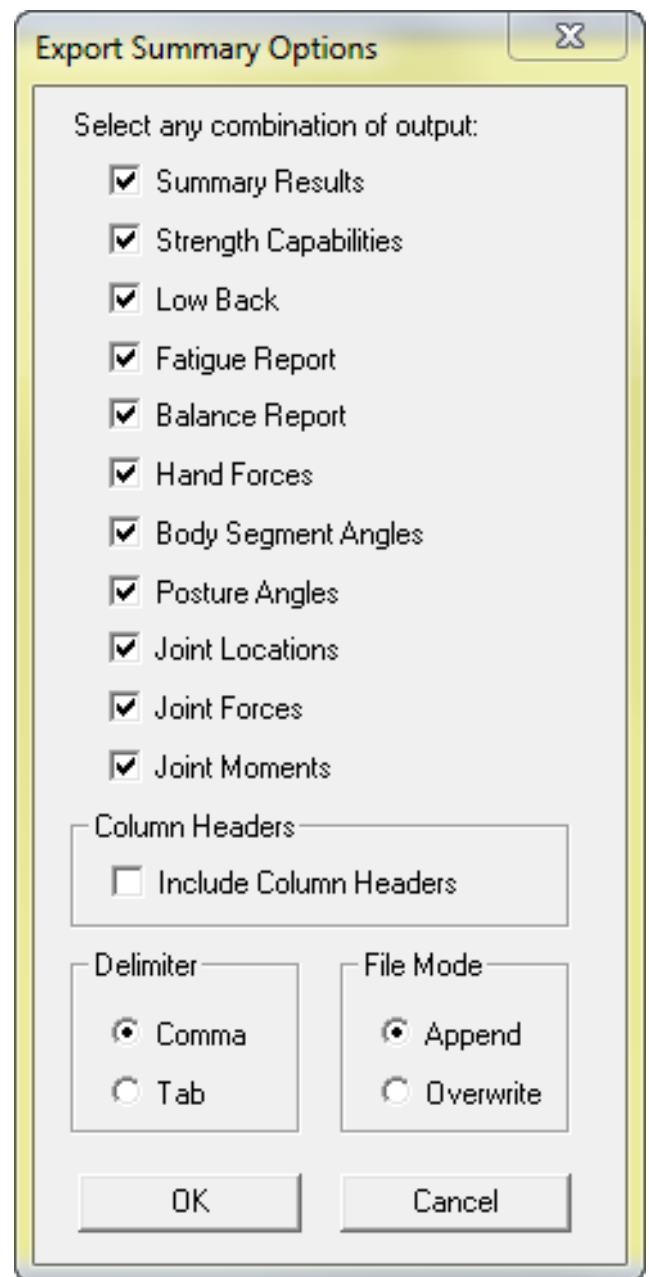 Export Summary Options
Select any combination of output:
Summary Results
Strength Capabilities
Low Back
Fatigue Report
Balance Report
Hand Forces
Body Segment Angles
Posture Angles
Joint Locations
Joint Forces
Joint Moments
Column Headers
Include Column Headers
Delimiter
Comma
Tab
File Mode
Append
Overwrite
OK
Cancel